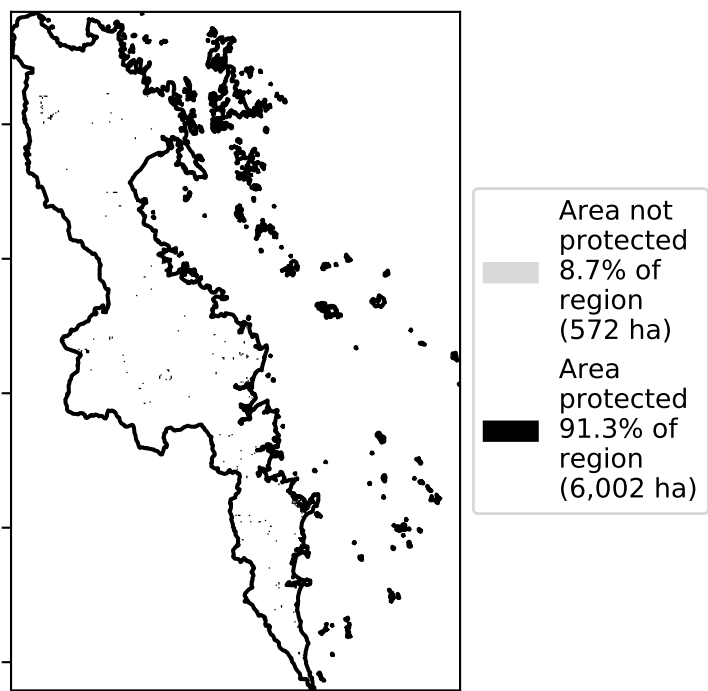 Area not
protected
8.7% of
region
(572 ha)
Area
protected
91.3% of
region
(6,002 ha)